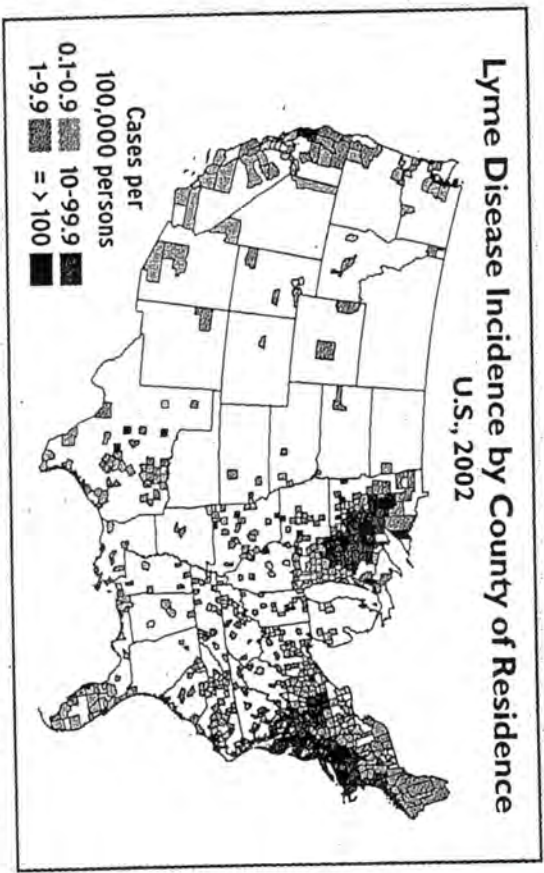 Lyme Disease Incidence by County of Residence
U.S., 2002
Cases per
100,000 persons
0.1-0.9 10-99.9
1-9.9 = > 100